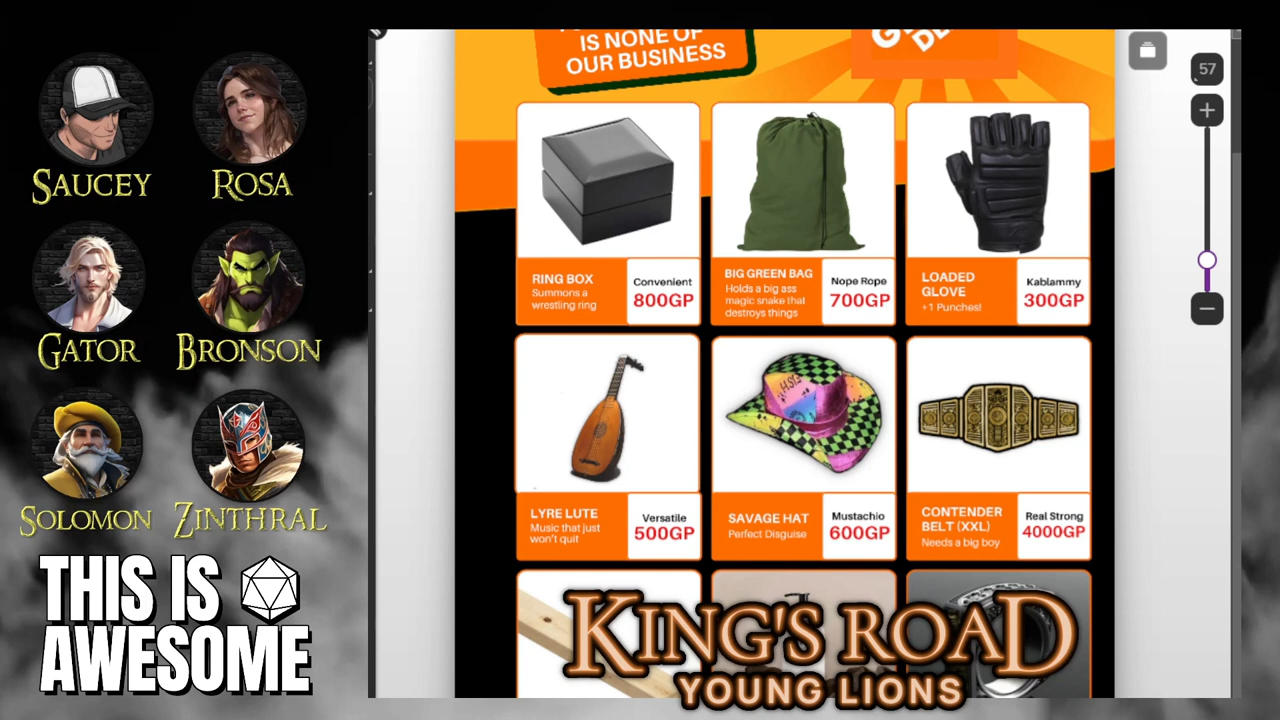 SAUCEY
ROSA
GATOR
BRONSON
SOLOMON
ZINTHRAL
THIS IS
AWESOME
IS NONE OF
OUR BUSINESS
57
RING BOX
Summons a
wrestling ring
Convenient
800GP
BIG GREEN BAG
Holds a big ass
magic snake that
destroys things
Nope Rope
700GP
LOADED
GLOVE
+1 Punches!
Kablammy
300GP
LYRE LUTE
Music that just
won't quit
Versatile
500GP
SAVAGE HAT
Perfect Disguise
Mustachio
600GP
CONTENDER
BELT (XXL)
Needs a big boy
Real Strong
4000GP
KING'S ROAD
YOUNG LIONS